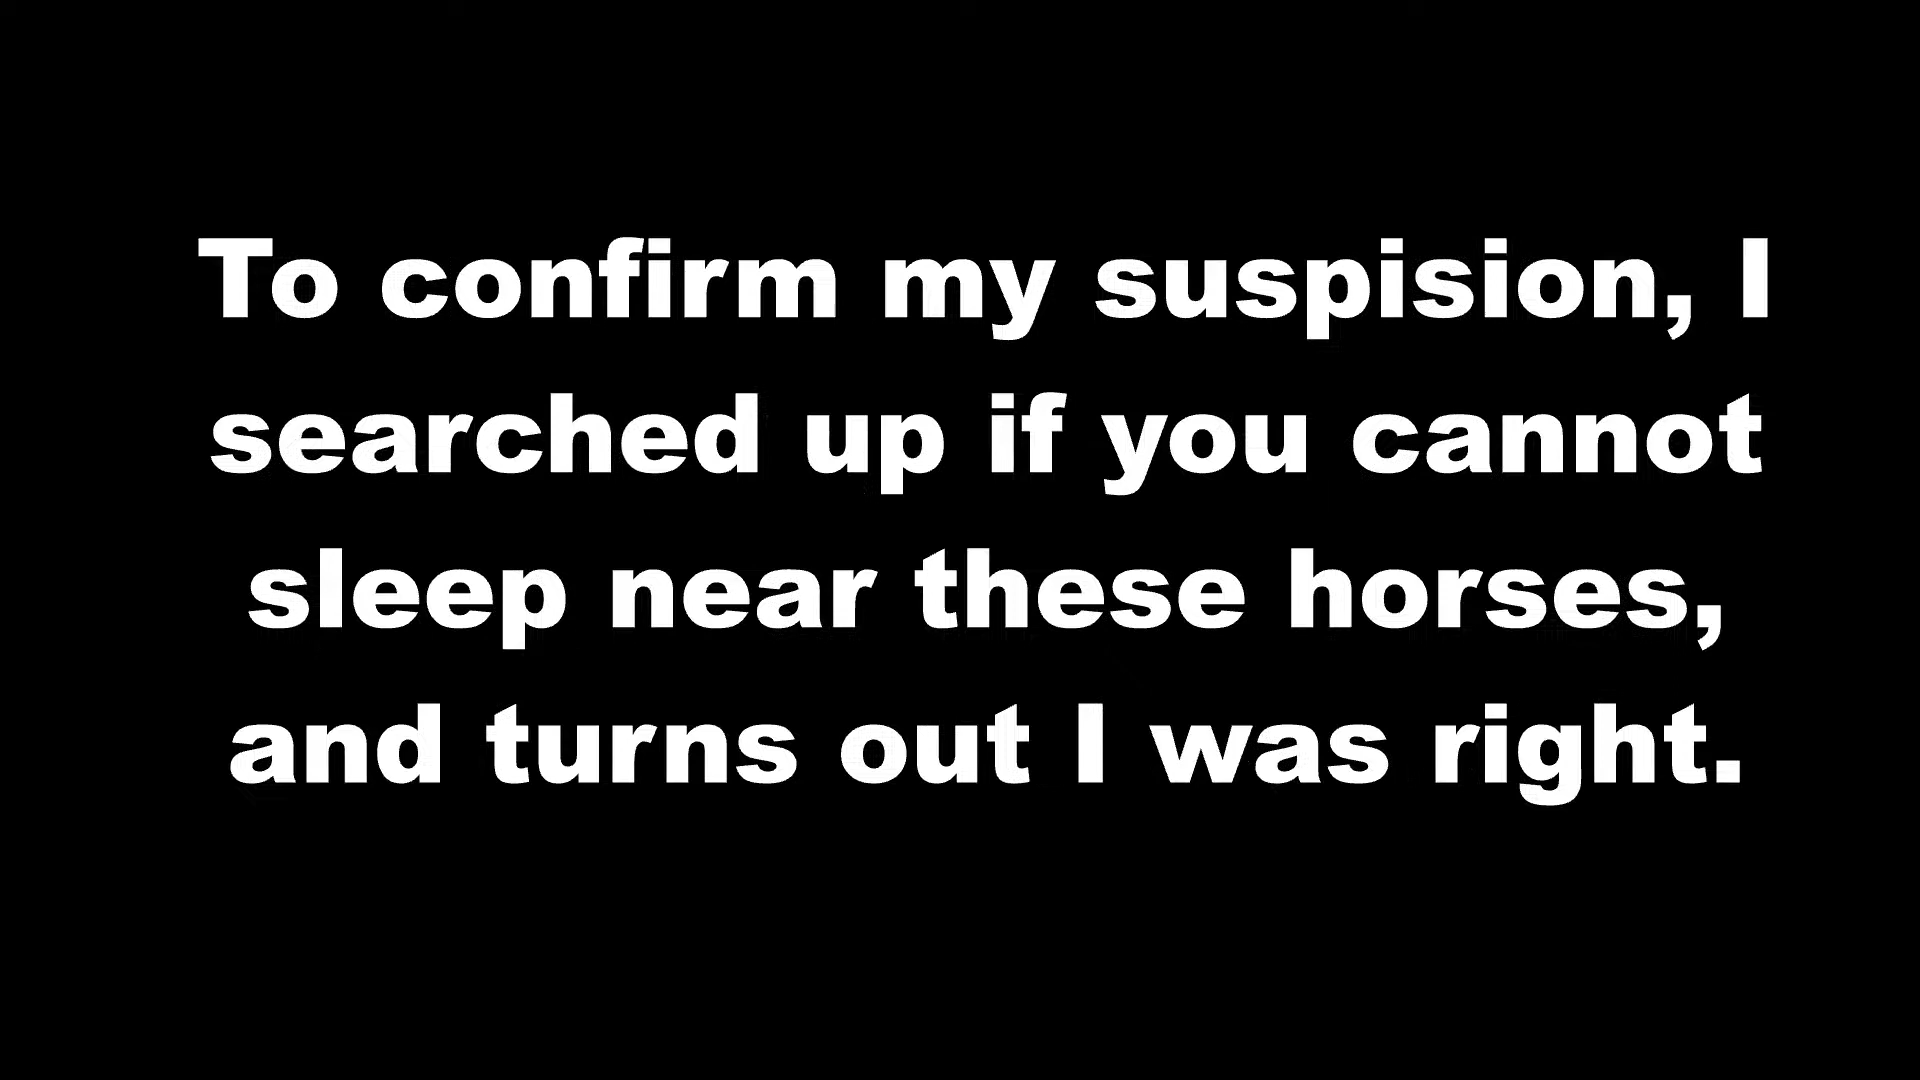 To confirm my suspision, I
searched up if you cannot
sleep near these horses,
and turns out I was right.